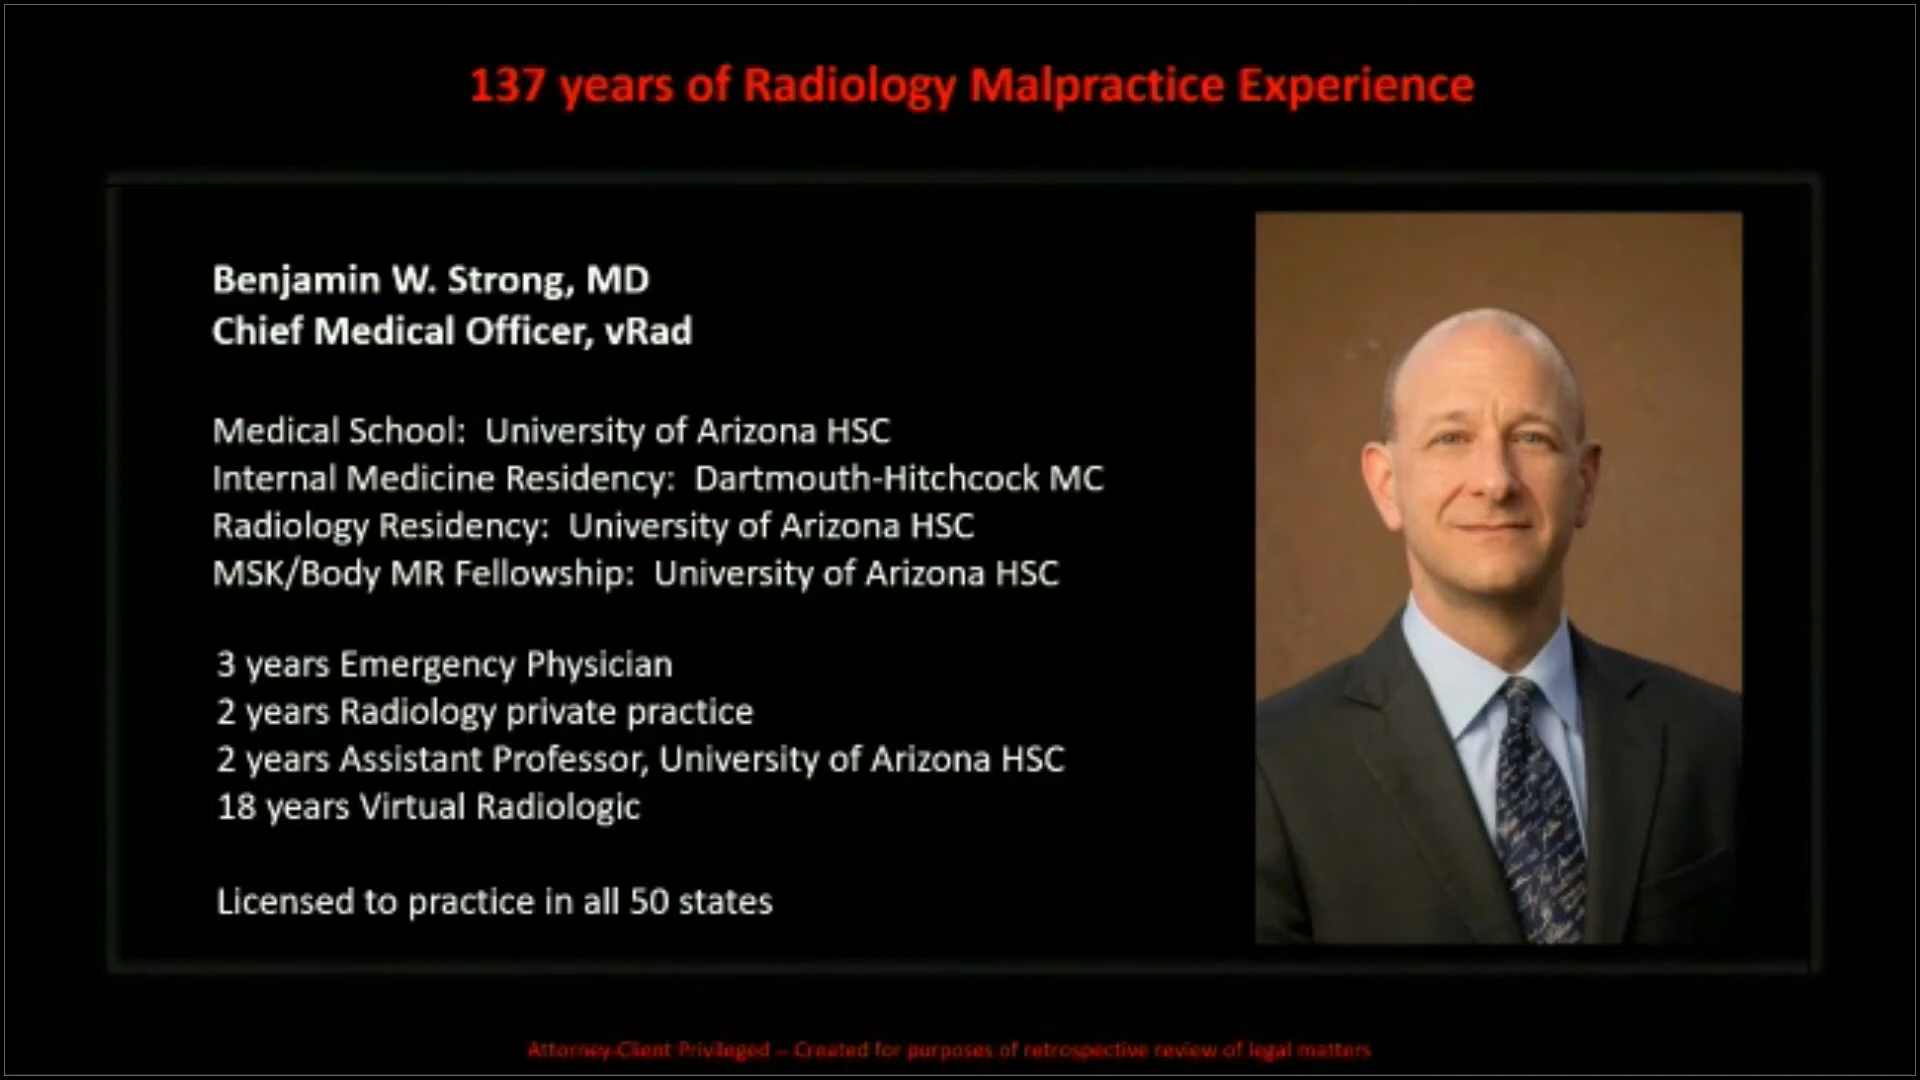 137 years of Radiology Malpractice Experience
Benjamin W. Strong, MD
Chief Medical Officer, vRad
Medical School:  University of Arizona HSC
Internal Medicine Residency:  Dartmouth-Hitchcock MC
Radiology Residency:  University of Arizona HSC
MSK/Body MR Fellowship:  University of Arizona HSC
3 years Emergency Physician
2 years Radiology private practice
2 years Assistant Professor, University of Arizona HSC
18 years Virtual Radiologic
Licensed to practice in all 50 states
Attorney-Client Privileged – Created for purposes of retrospective review of legal matters